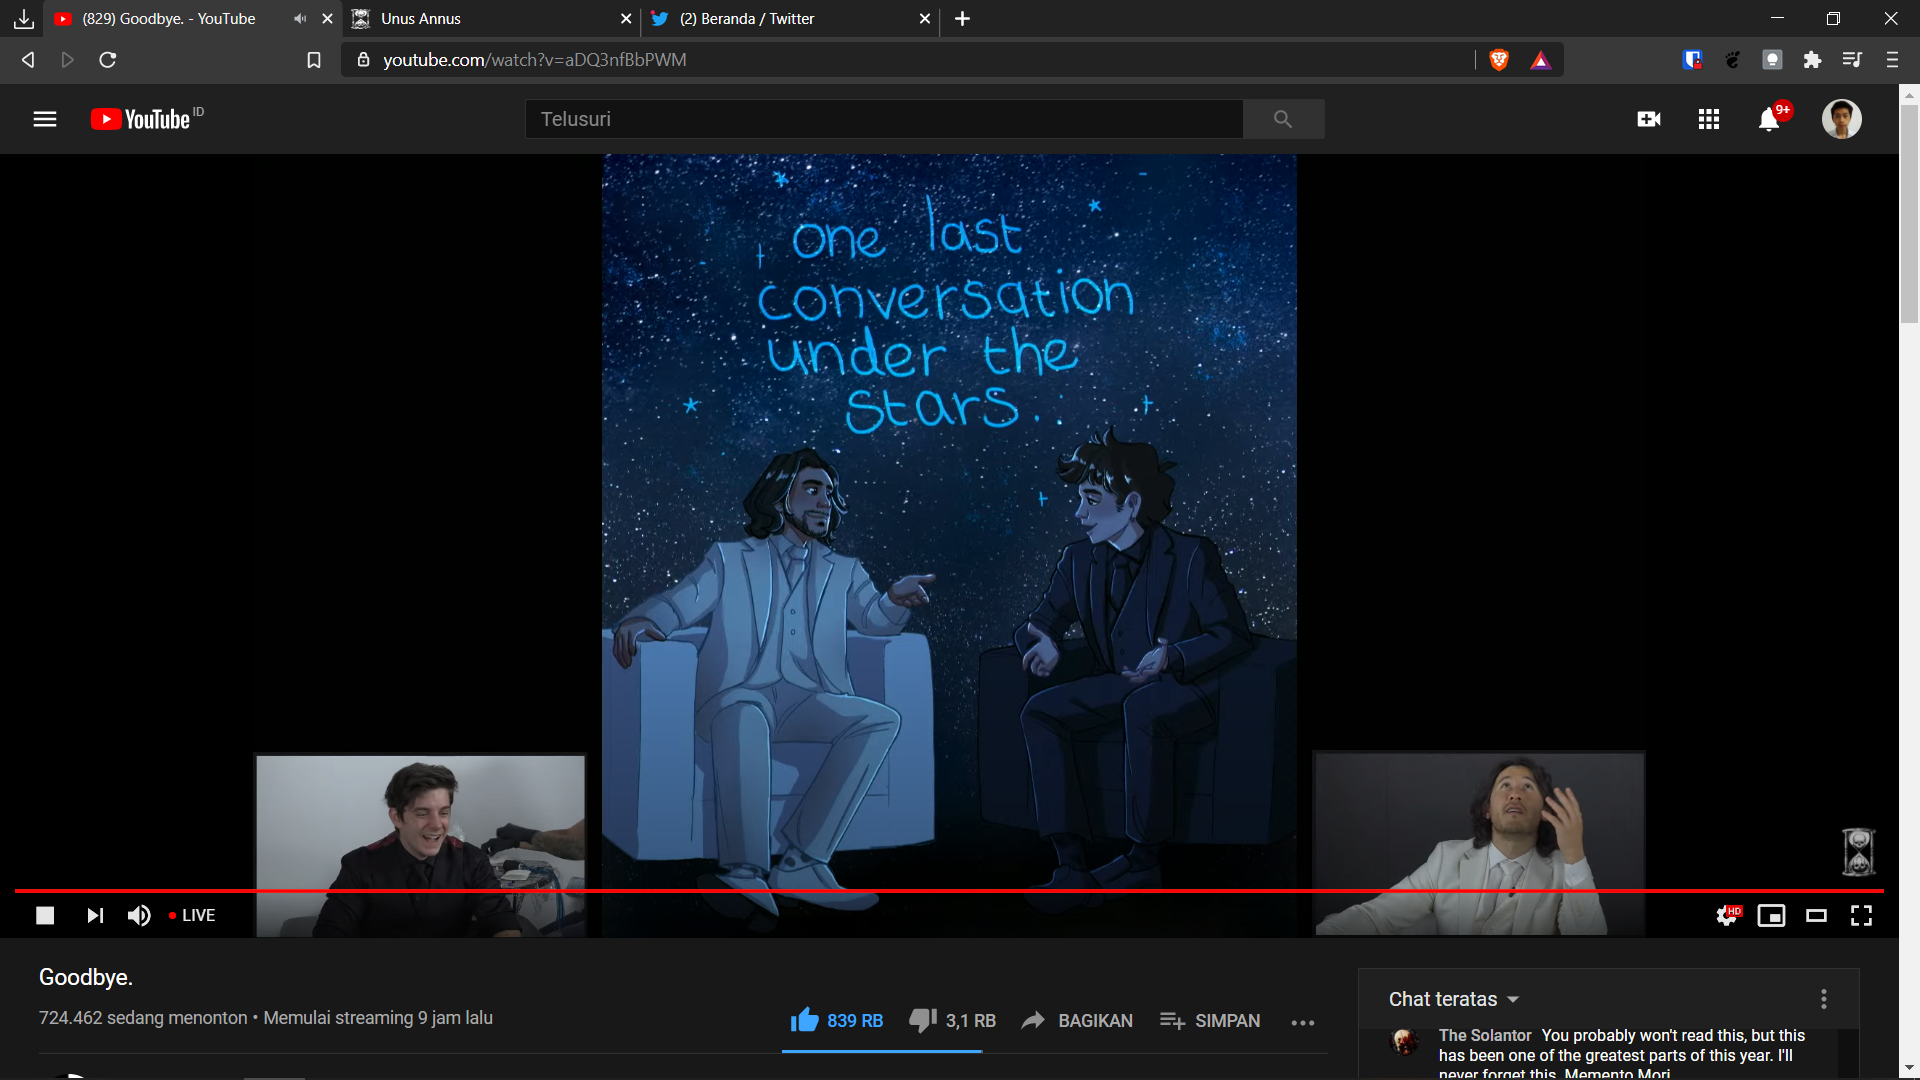 (829) Goodbye. - YouTube
Unus Annus
(2) Beranda / Twitter
youtube.com/watch?v=aDQ3nfBbPWM
YouTube ID
Telusuri
9+
one last
conversation
under the
stars..
LIVE
HD
Goodbye.
724.462 sedang menonton • Memulai streaming 9 jam lalu
839 RB
3,1 RB
BAGIKAN
SIMPAN
Chat teratas
The Solantor You probably won't read this, but this
has been one of the greatest parts of this year. I'll
never forget this. Memento Mori